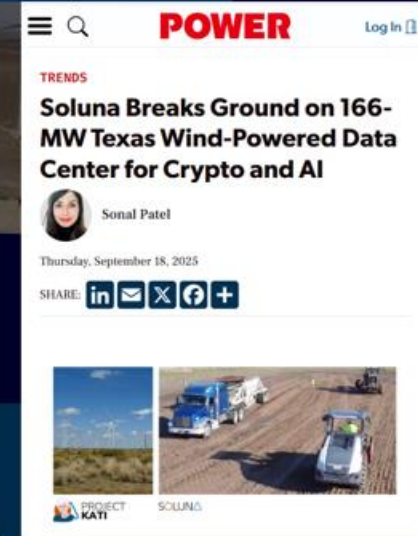 POWER
Log In
TRENDS
Soluna Breaks Ground on 166-
MW Texas Wind-Powered Data
Center for Crypto and AI
Sonal Patel
Thursday, September 18, 2025
SHARE:
PROJECT
KATI
SOLUNA